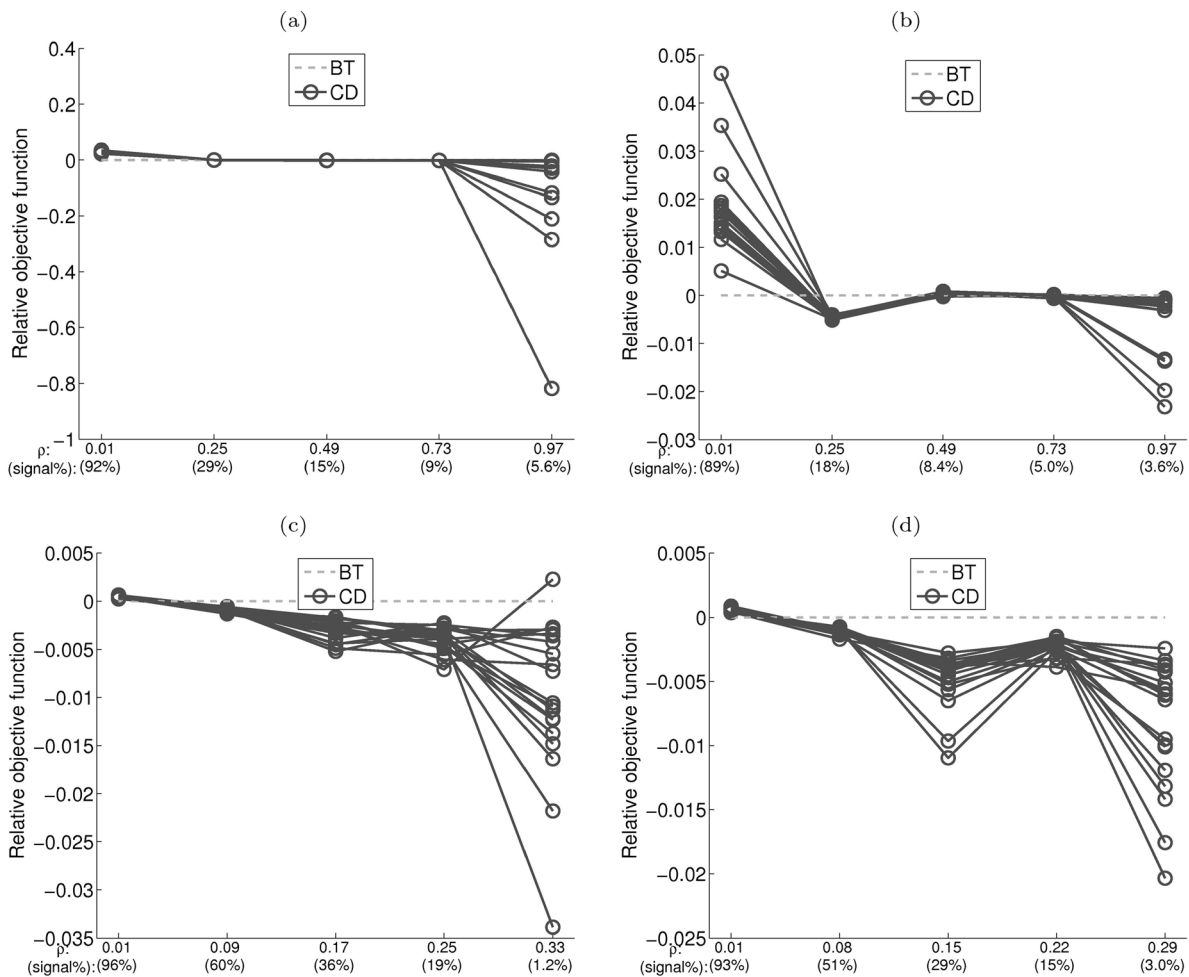 (a)
Relative objective function
0.4
0.2
0
−0.2
−0.4
−0.6
−0.8
−1
BT
CD
ρ: 0.01 0.25 0.49 0.73 0.97
(signal%): (92%) (29%) (15%) (9%) (5.6%)
(b)
Relative objective function
0.05
0.04
0.03
0.02
0.01
0
−0.01
−0.02
−0.03
BT
CD
ρ: 0.01 0.25 0.49 0.73 0.97
(signal%): (89%) (18%) (8.4%) (5.0%) (3.6%)
(c)
Relative objective function
0.005
0
−0.005
−0.01
−0.015
−0.02
−0.025
−0.03
−0.035
BT
CD
ρ: 0.01 0.09 0.17 0.25 0.33
(signal%): (96%) (60%) (36%) (19%) (1.2%)
(d)
Relative objective function
0.005
0
−0.005
−0.01
−0.015
−0.02
−0.025
BT
CD
ρ: 0.01 0.08 0.15 0.22 0.29
(signal%): (93%) (51%) (29%) (15%) (3.0%)